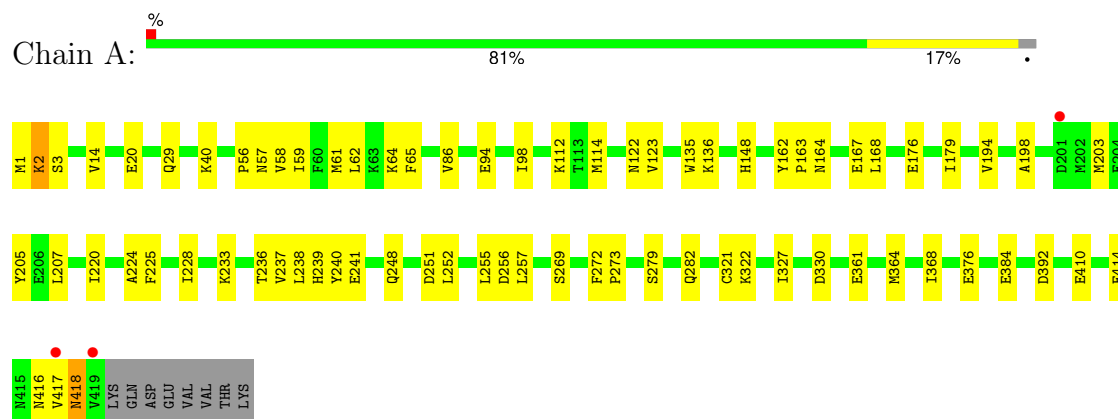 %
Chain A:
81% 17% •
M1 K2 S3 V14 E20 Q29 K40 P56 N57 V58 I59 F60 M61 L62 K63 K64 F65 V86 E94 I98 K112 T113 M114 N122 V123 W135 K136 H148 Y162 P163 N164 E167 L168 E176 I179 V194 A198 D201 M202 M203 E204
Y205 E206 L207 I220 A224 F225 I228 K233 T236 V237 L238 H239 Y240 E241 Q248 D251 L252 L255 D256 L257 S269 F272 P273 S279 Q282 C321 K322 I327 D330 E361 M364 I368 E376 E384 D392 E410 E414
N415 N416 V417 N418 V419 LYS GLN ASP GLU VAL VAL THR LYS